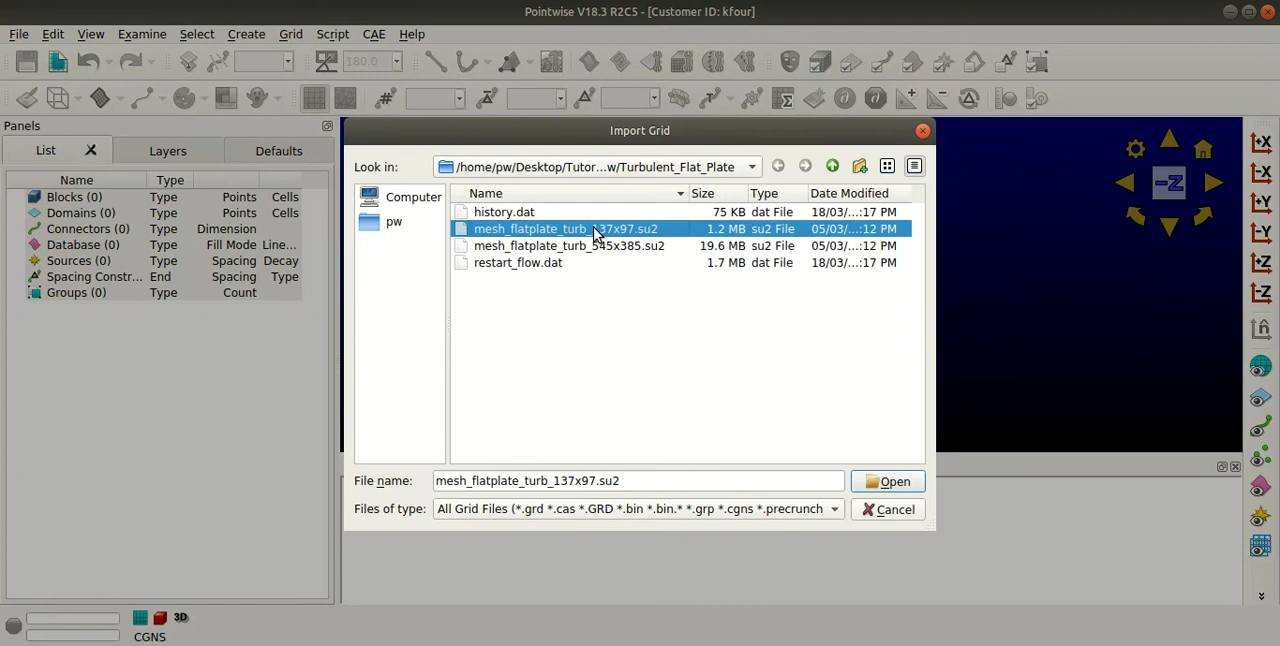 Pointwise V18.3 R2C5 - [Customer ID: kfour]
File Edit View Examine Select Create Grid Script CAE Help
180.0
Panels
List Layers Defaults
Name Type
Blocks (0) Type Points Cells
Domains (0) Type Points Cells
Connectors (0) Type Dimension
Database (0) Type Fill Mode Line...
Sources (0) Type Spacing Decay
Spacing Constr... End Spacing Type
Groups (0) Type Count
Import Grid
Look in: /home/pw/Desktop/Tutor...w/Turbulent_Flat_Plate
Computer
pw
Name Size Type Date Modified
history.dat 75 KB dat File 18/03/...:17 PM
mesh_flatplate_turb_137x97.su2 1.2 MB su2 File 05/03/...:12 PM
mesh_flatplate_turb_545x385.su2 19.6 MB su2 File 05/03/...:12 PM
restart_flow.dat 1.7 MB dat File 18/03/...:17 PM
File name: mesh_flatplate_turb_137x97.su2 Open
Files of type: All Grid Files (*.grd *.cas *.GRD *.bin *.bin.* *.grp *.cgns *.precrunch Cancel
-Z
+X
-X
+Y
-Y
+Z
-Z
n̂
3D
CGNS